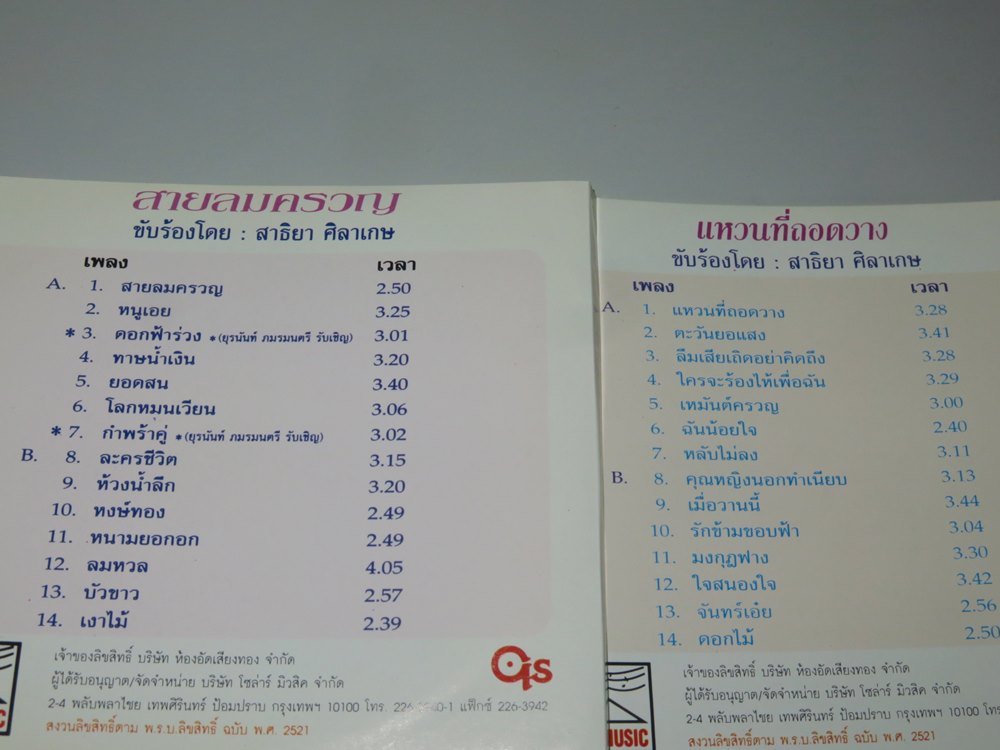 สายลมครวญ
ขับร้องโดย : สาธิยา ศิลาเกษ
เพลง เวลา
A. 1. สายลมครวญ 2.50
2. หนูเอย 3.25
* 3. ดอกฟ้าร่วง * (ยุรนันท์ ภมรมนตรี รับเชิญ) 3.01
4. ทาษน้ำเงิน 3.20
5. ยอดสน 3.40
6. โลกหมุนเวียน 3.06
* 7. กำพร้าคู่ * (ยุรนันท์ ภมรมนตรี รับเชิญ) 3.02
B. 8. ละครชีวิต 3.15
9. ห้วงน้ำลึก 3.20
10. หงษ์ทอง 2.49
11. หนามยอกอก 2.49
12. ลมหวล 4.05
13. บัวขาว 2.57
14. เงาไม้ 2.39
เจ้าของลิขสิทธิ์ บริษัท ห้องอัดเสียงทอง จำกัด
ผู้ได้รับอนุญาต/จัดจำหน่าย บริษัท โซล่าร์ มิวสิค จำกัด
2-4 พลับพลาไชย เทพศิรินทร์ ป้อมปราบ กรุงเทพฯ 10100 โทร. แฟ็กซ์ 226-3942
สงวนลิขสิทธิ์ตาม พ.ร.บ.ลิขสิทธิ์ ฉบับ พ.ศ. 2521
แหวนที่ถอดวาง
ขับร้องโดย : สาธิยา ศิลาเกษ
เพลง เวลา
A. 1. แหวนที่ถอดวาง 3.28
2. ตะวันยอแสง 3.41
3. ลืมเสียเถิดอย่าคิดถึง 3.28
4. ใครจะร้องไห้เพื่อฉัน 3.29
5. เหมันต์ครวญ 3.00
6. ฉันน้อยใจ 2.40
7. หลับไม่ลง 3.11
B. 8. คุณหญิงนอกทำเนียบ 3.13
9. เมื่อวานนี้ 3.44
10. รักข้ามขอบฟ้า 3.04
11. มงกุฎฟาง 3.30
12. ใจสนองใจ 3.42
13. จันทร์เอ๋ย 2.56
14. ดอกไม้ 2.50
เจ้าของลิขสิทธิ์ บริษัท ห้องอัดเสียงทอง จำกัด
ผู้ได้รับอนุญาต/จัดจำหน่าย บริษัท โซล่าร์ มิวสิค จำกัด
2-4 พลับพลาไชย เทพศิรินทร์ ป้อมปราบ กรุงเทพฯ 10100 โทร
สงวนลิขสิทธิ์ตาม พ.ร.บ.ลิขสิทธิ์ ฉบับ พ.ศ. 2521
MUSIC